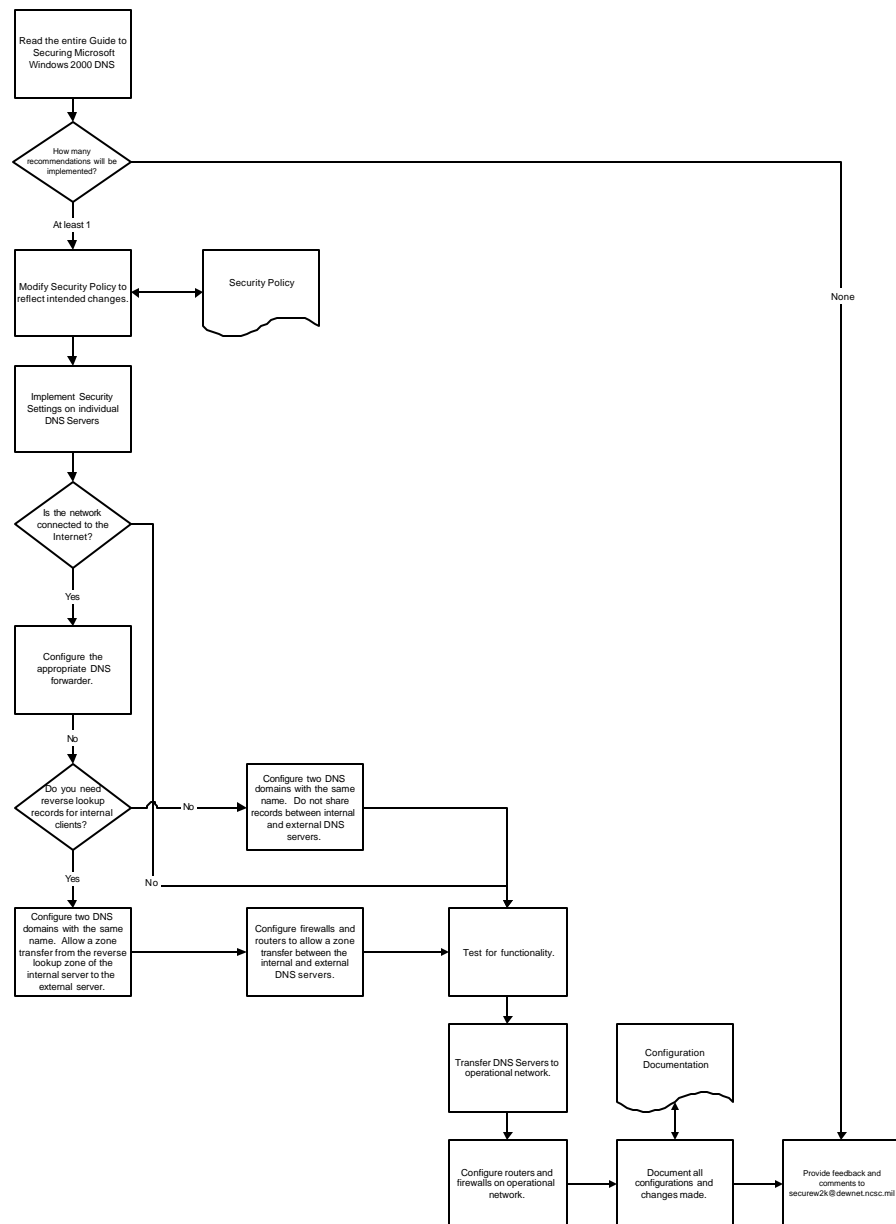 Read the entire Guide to
Securing Microsoft
Windows 2000 DNS
How many
recommendations will be
implemented?
At least 1
Modify Security Policy to
reflect intended changes.
Security Policy
None
Implement Security
Settings on individual
DNS Servers
Is the network
connected to the
Internet?
Yes
Configure the
appropriate DNS
forwarder.
No
Do you need
reverse lookup
records for internal
clients?
No
Configure two DNS
domains with the same
name. Do not share
records between internal
and external DNS
servers.
Yes
No
Configure two DNS
domains with the same
name. Allow a zone
transfer from the reverse
lookup zone of the
internal server to the
external server.
Configure firewalls and
routers to allow a zone
transfer between the
internal and external
DNS servers.
Test for functionality.
Transfer DNS Servers to
operational network.
Configuration
Documentation
Configure routers and
firewalls on operational
network.
Document all
configurations and
changes made.
Provide feedback and
comments to
securew2k@dewnet.ncsc.mil